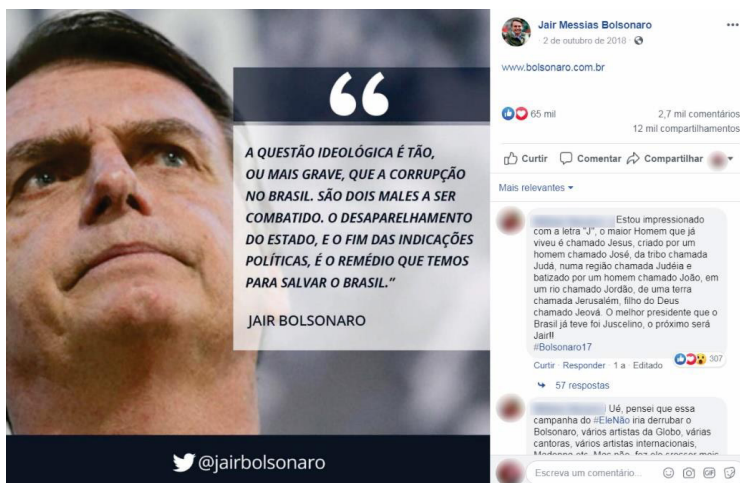 “
A QUESTÃO IDEOLÓGICA É TÃO,
OU MAIS GRAVE, QUE A CORRUPÇÃO
NO BRASIL. SÃO DOIS MALES A SER
COMBATIDO. O DESAPARELHAMENTO
DO ESTADO, E O FIM DAS INDICAÇÕES
POLÍTICAS, É O REMÉDIO QUE TEMOS
PARA SALVAR O BRASIL.”
JAIR BOLSONARO
@jairbolsonaro
Jair Messias Bolsonaro
2 de outubro de 2018 ·
www.bolsonaro.com.br
65 mil
2,7 mil comentários
12 mil compartilhamentos
Curtir Comentar Compartilhar
Mais relevantes
Estou impressionado
com a letra "J", o maior Homem que já
viveu é chamado Jesus, criado por um
homem chamado José, da tribo chamada
Judá, numa região chamada Judéia e
batizado por um homem chamado João, em
um rio chamado Jordão, de uma terra
chamada Jerusalém, filho do Deus
chamado Jeová. O melhor presidente que o
Brasil já teve foi Juscelino, o próximo será
Jair!!
#Bolsonaro17
307
Curtir · Responder · 1 a · Editado
57 respostas
Ué, pensei que essa
campanha do #EleNão iria derrubar o
Bolsonaro, vários artistas da Globo, várias
cantoras, vários artistas internacionais,
Escreva um comentário...
GIF